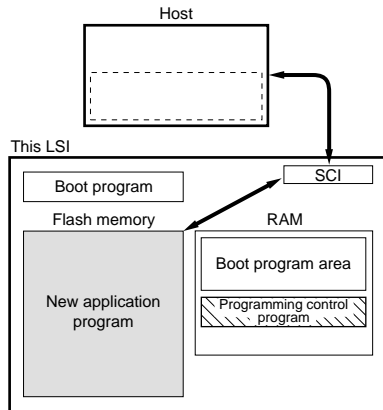 Host
This LSI
SCI
Boot program
Flash memory
RAM
Boot program area
New application
program
Programming control
program